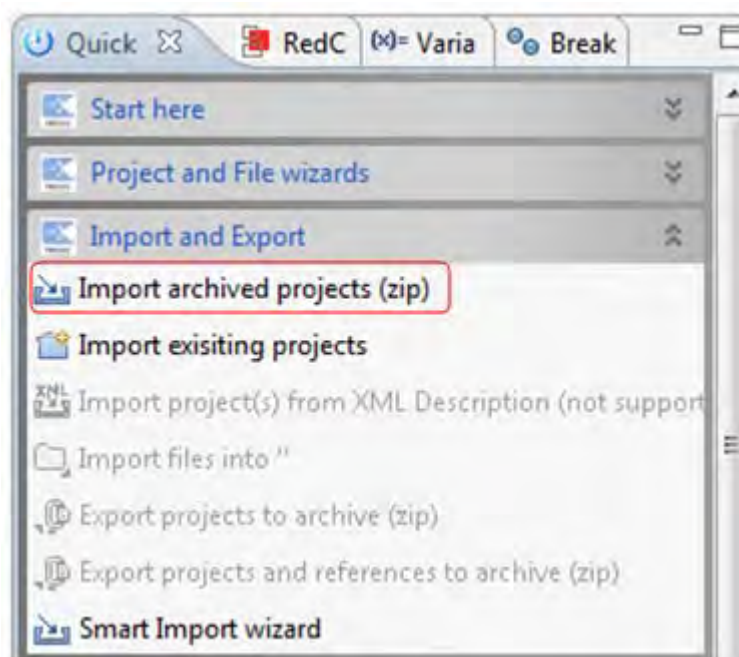 Quick RedC (x)= Varia Break
Start here
Project and File wizards
Import and Export
Import archived projects (zip)
Import exisiting projects
XML Import project(s) from XML Description (not support
Import files into ''
Export projects to archive (zip)
Export projects and references to archive (zip)
Smart Import wizard